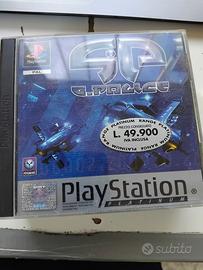 PlayStation
PAL
G.POLICE
PLATINUM RANGE
PREZZO CONSIGLIATO
L. 49.900
IVA INCLUSA
PlayStation
PLATINUM
subito